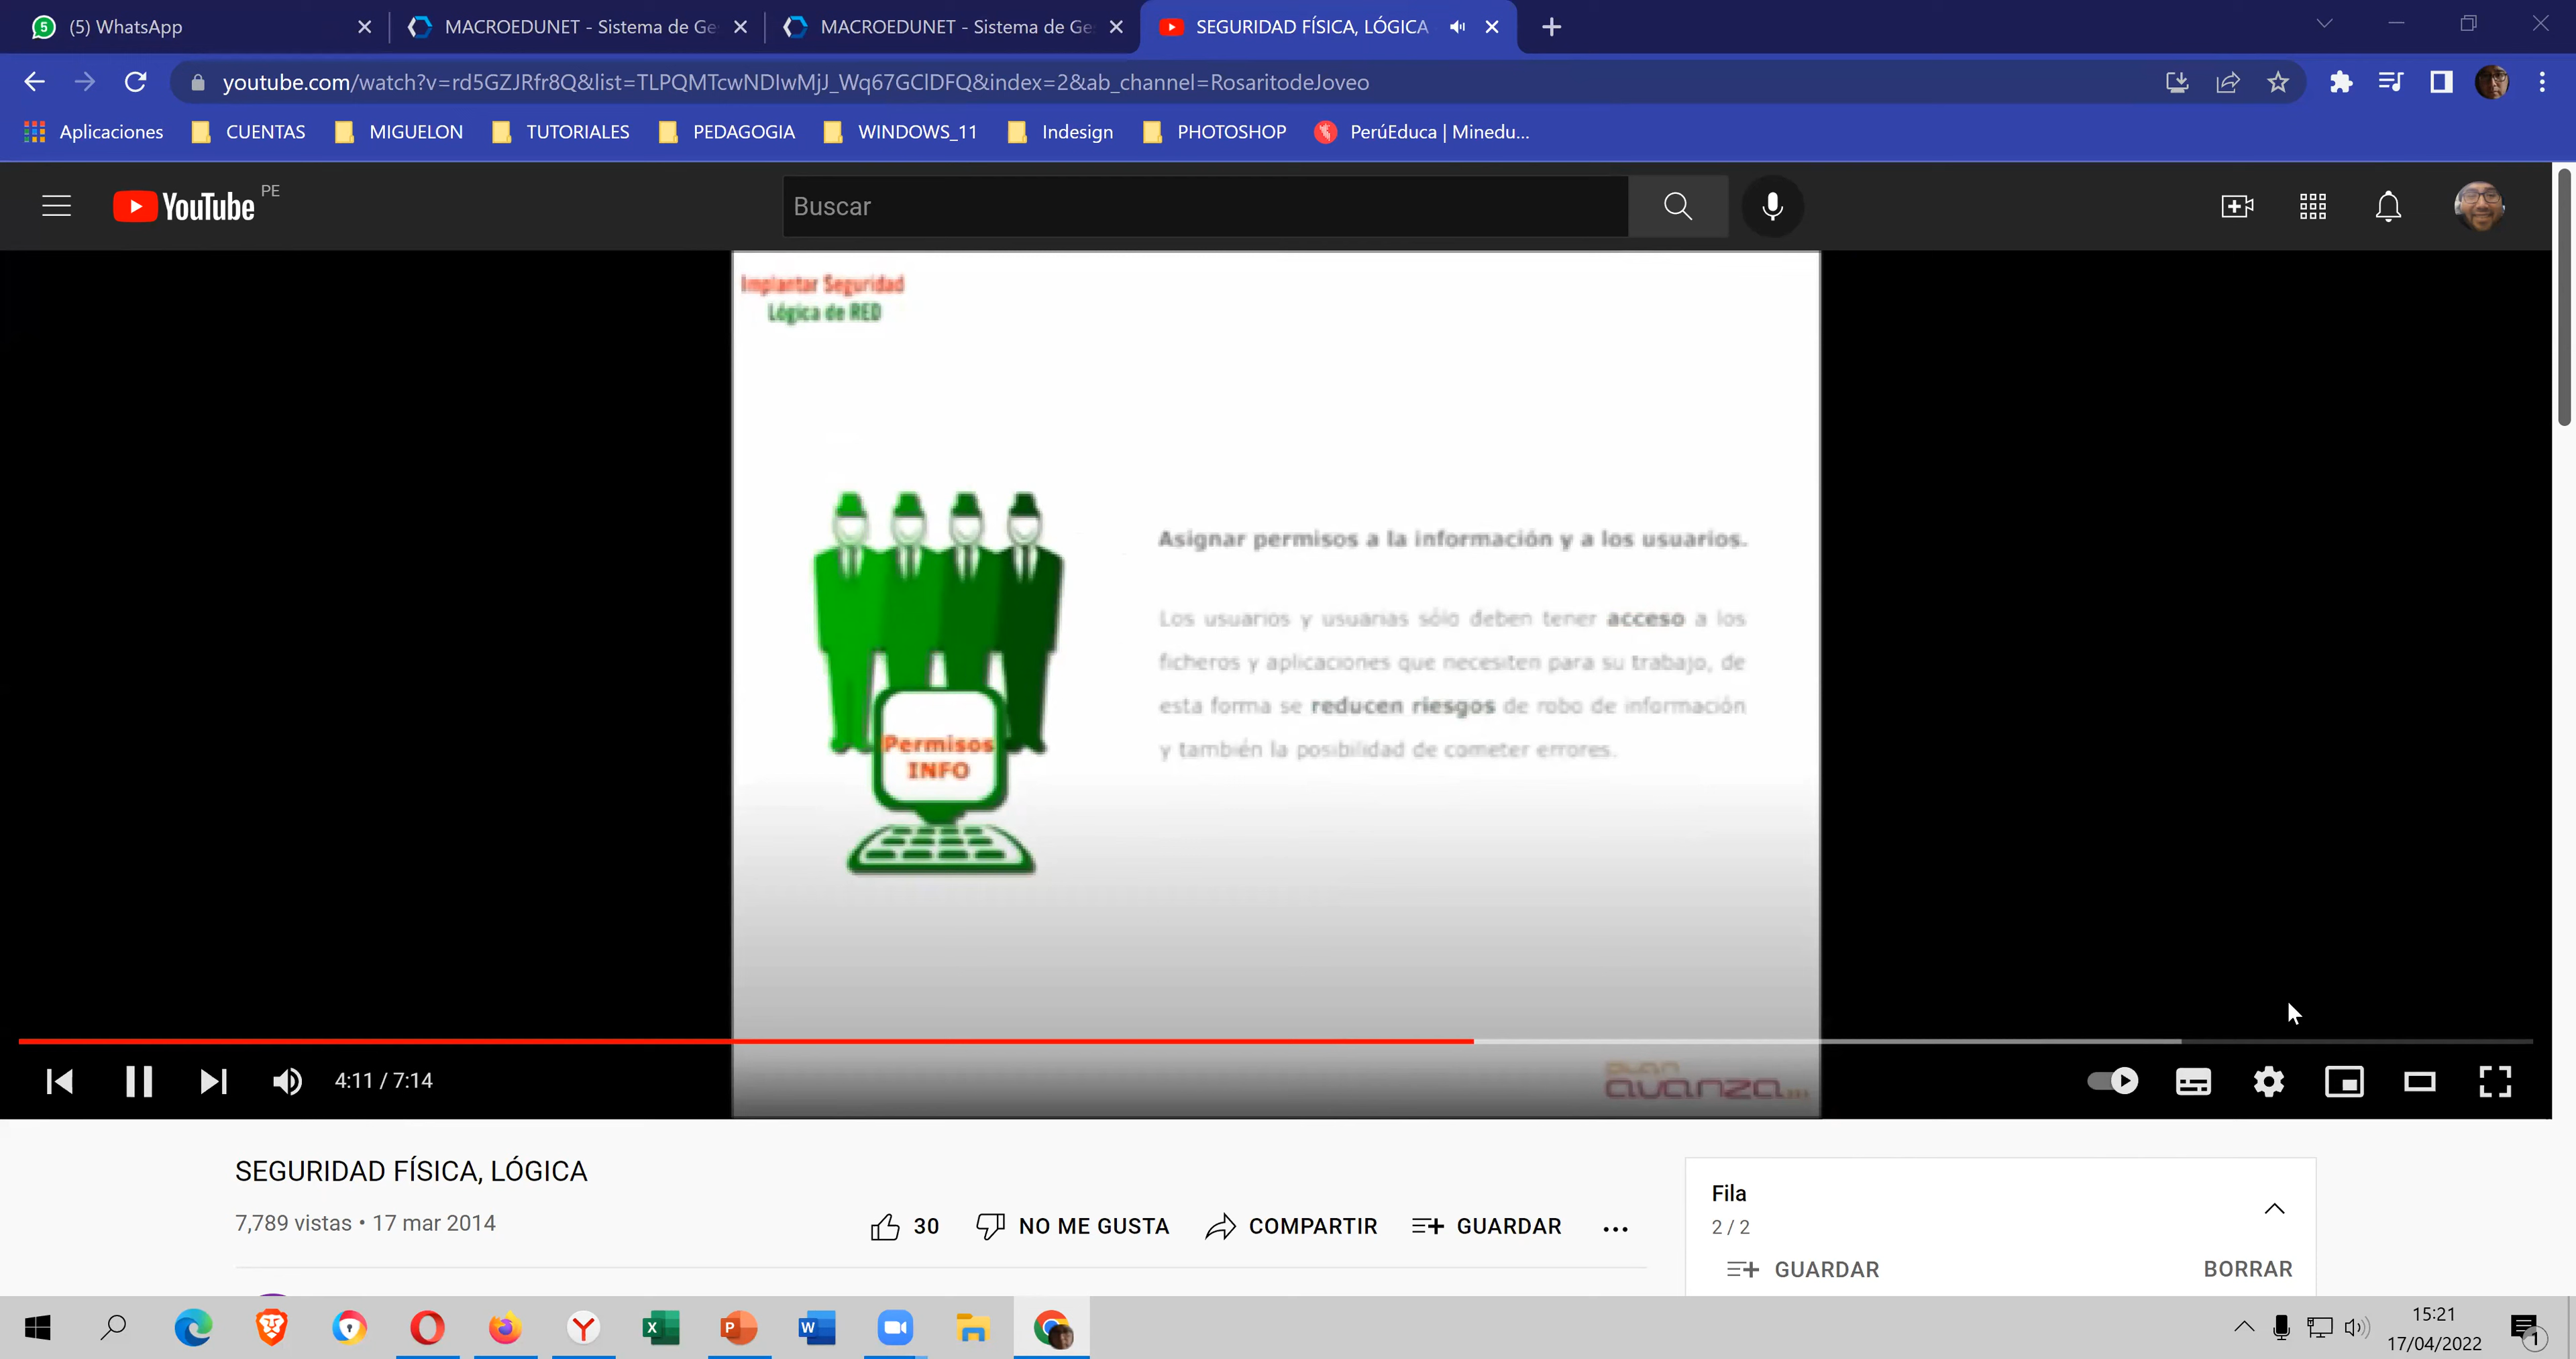 5 (5) WhatsApp
MACROEDUNET - Sistema de Ge
MACROEDUNET - Sistema de Ge
SEGURIDAD FÍSICA, LÓGICA
youtube.com/watch?v=rd5GZJRfr8Q&list=TLPQMTcwNDIwMjJ_Wq67GClDFQ&index=2&ab_channel=RosaritodeJoveo
Aplicaciones CUENTAS MIGUELON TUTORIALES PEDAGOGIA WINDOWS_11 Indesign PHOTOSHOP PerúEduca | Minedu...
YouTube PE
Buscar
Implantar Seguridad
Lógica de RED
Asignar permisos a la información y a los usuarios.
Los usuarios y usuarias sólo deben tener acceso a los
ficheros y aplicaciones que necesiten para su trabajo, de
esta forma se reducen riesgos de robo de información
y también la posibilidad de cometer errores.
Permisos
INFO
plan
avanza
4:11 / 7:14
SEGURIDAD FÍSICA, LÓGICA
7,789 vistas • 17 mar 2014
30 NO ME GUSTA COMPARTIR GUARDAR ...
Fila
2 / 2
GUARDAR BORRAR
15:21
17/04/2022
1